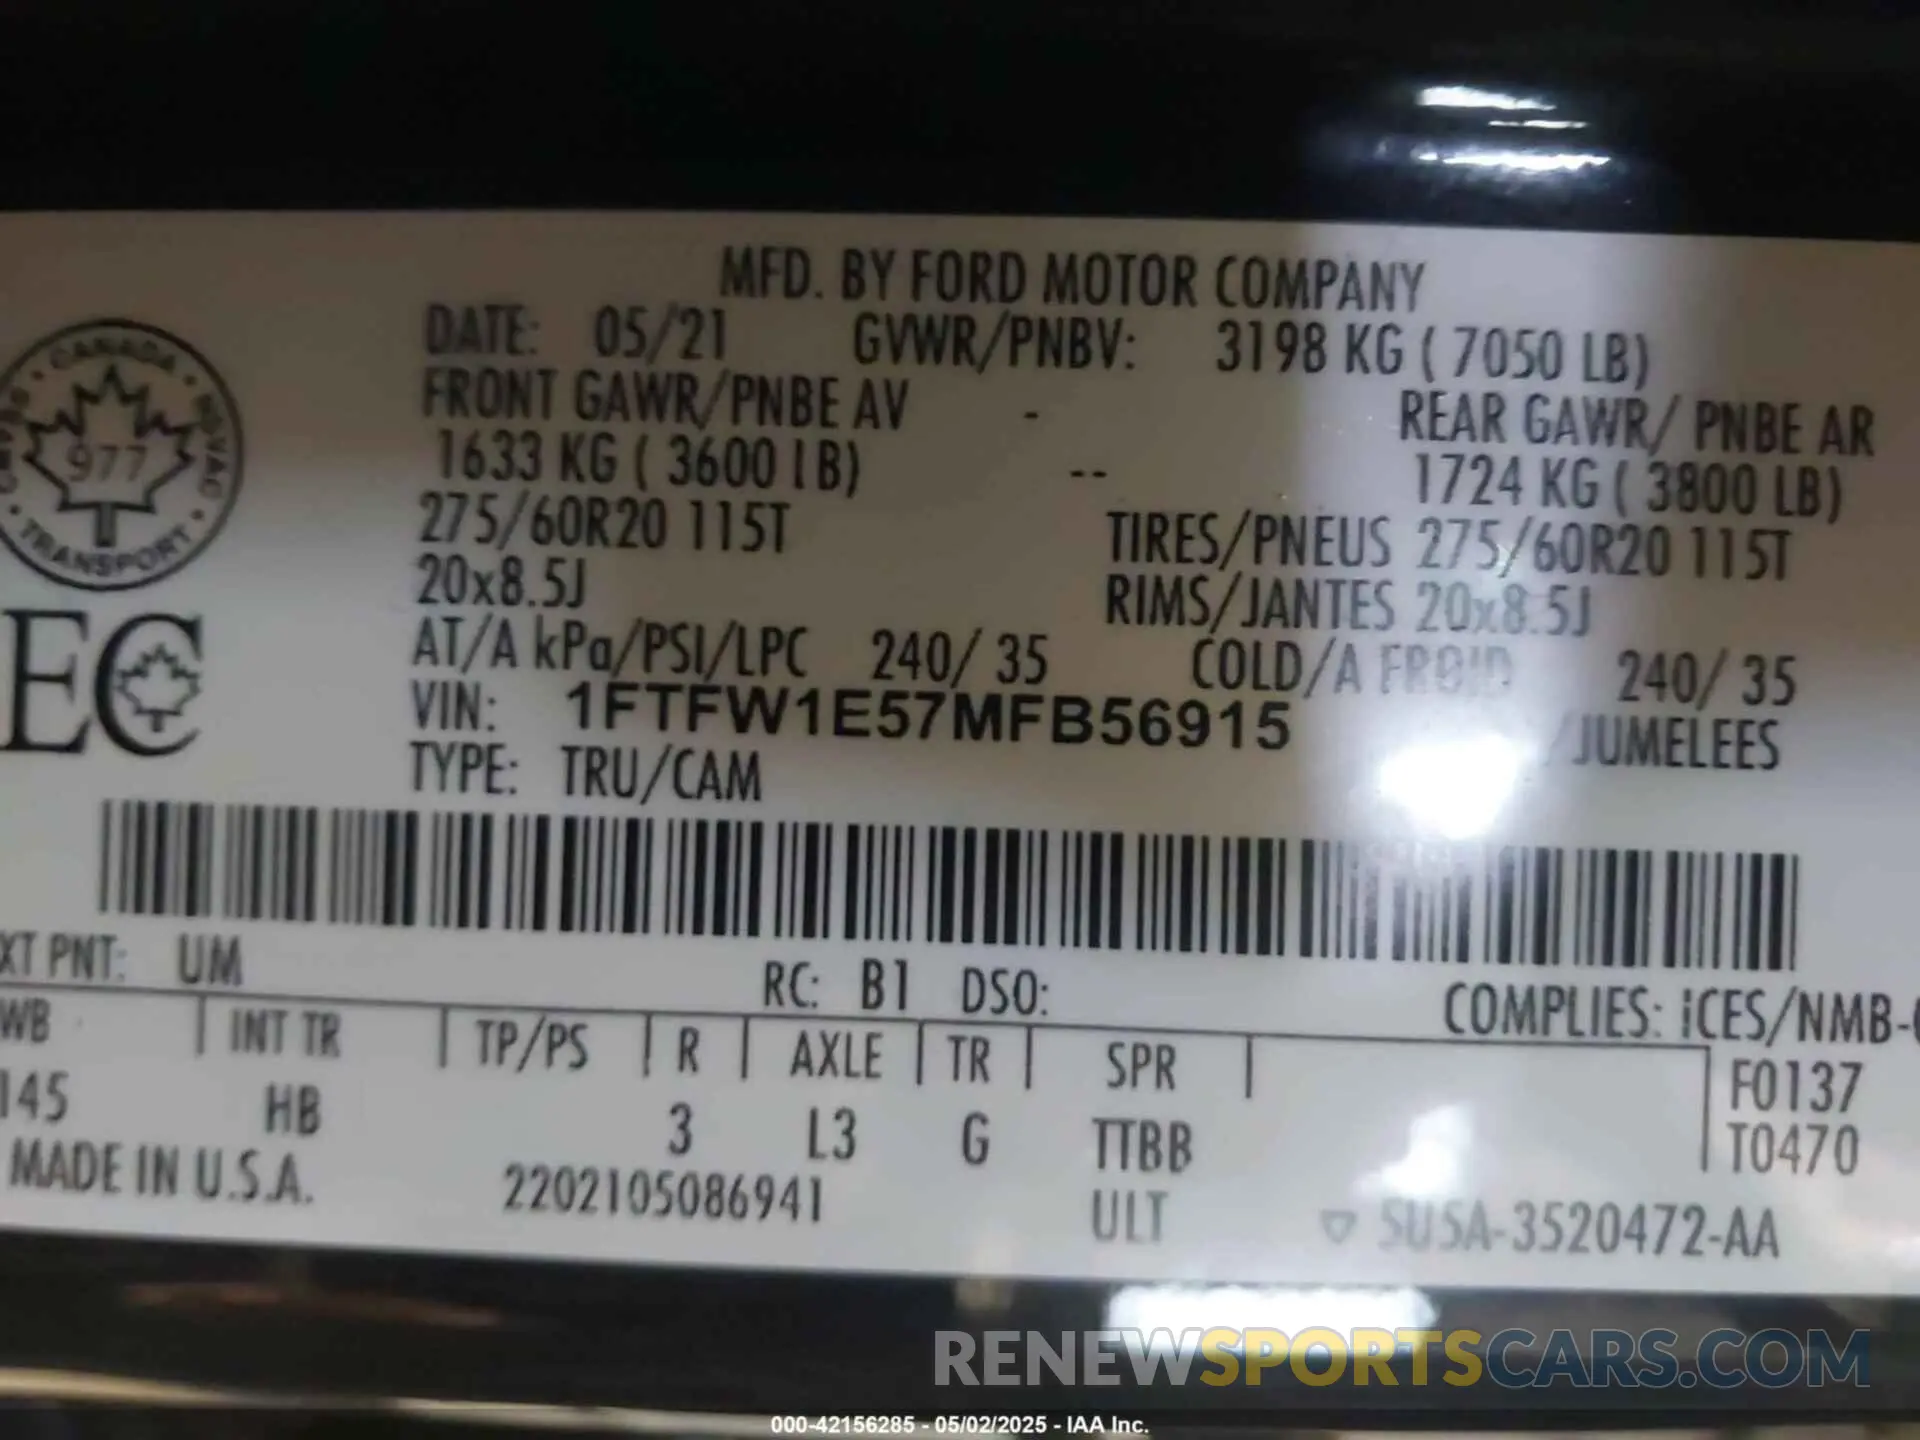 MFD. BY FORD MOTOR COMPANY
DATE: 05/21 GVWR/PNBV: 3198 KG ( 7050 LB)
FRONT GAWR/PNBE AV - REAR GAWR/ PNBE AR
1633 KG ( 3600 LB) -- 1724 KG ( 3800 LB)
275/60R20 115T TIRES/PNEUS 275/60R20 115T
20x8.5J RIMS/JANTES 20x8.5J
AT/A kPa/PSI/LPC 240/ 35 COLD/A FROID 240/ 35
VIN: 1FTFW1E57MFB56915 /JUMELEES
TYPE: TRU/CAM
CANADA
977
TRANSPORT
EC
XT PNT: UM RC: B1 DSO: COMPLIES: iCES/NMB-
WB INT TR TP/PS R AXLE TR SPR F0137
145 HB 3 L3 G TTBB T0470
MADE IN U.S.A. 2202105086941 ULT 5U5A-3520472-AA
RENEWSPORTSCARS.COM
000-42156285 - 05/02/2025 - IAA Inc.